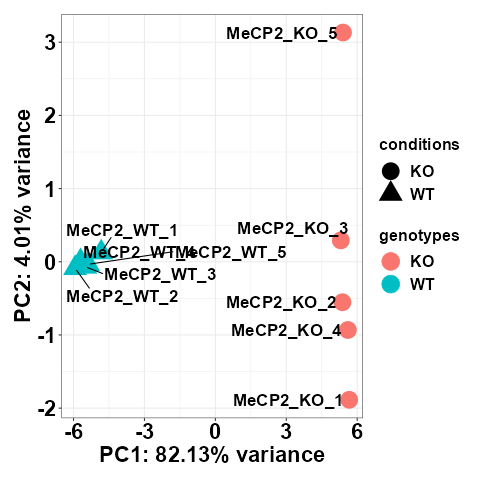 PC2: 4.01% variance
3
2
1
0
-1
-2
MeCP2_KO_5
MeCP2_WT_1
MeCP2_KO_3
MeCP2_WT_4
MeCP2_WT_5
MeCP2_WT_3
MeCP2_WT_2
MeCP2_KO_2
MeCP2_KO_4
MeCP2_KO_1
-6 -3 0 3 6
PC1: 82.13% variance
conditions
KO
WT
genotypes
KO
WT